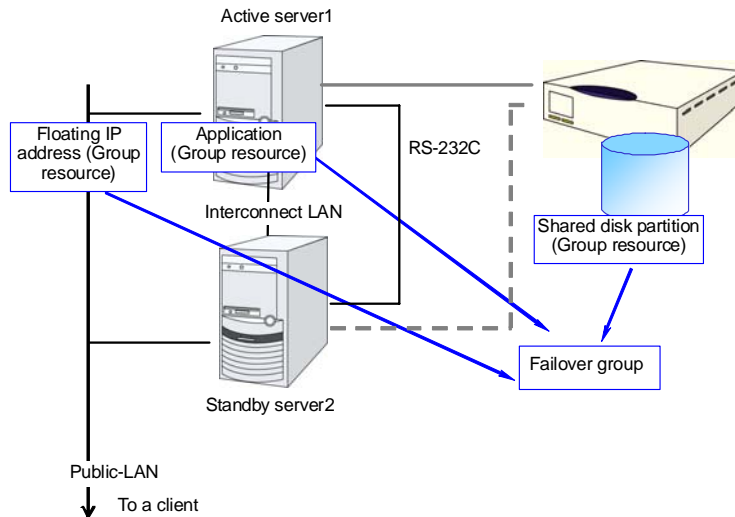 Active server1
Floating IP
address (Group
resource)
Application
(Group resource)
RS-232C
Interconnect LAN
Shared disk partition
(Group resource)
Failover group
Standby server2
Public-LAN
To a client